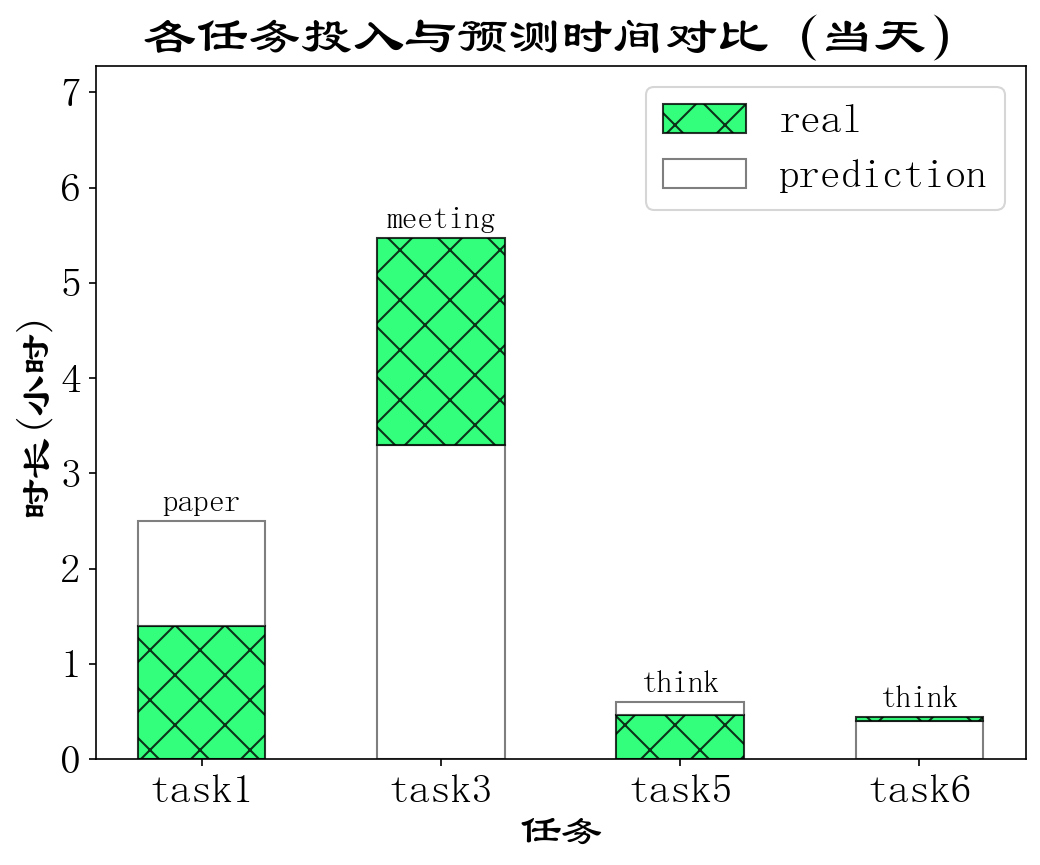 各任务投入与预测时间对比 (当天)
real
prediction
7
6
5
4
3
2
1
0
时长(小时)
meeting
paper
think
think
task1 task3 task5 task6
任务